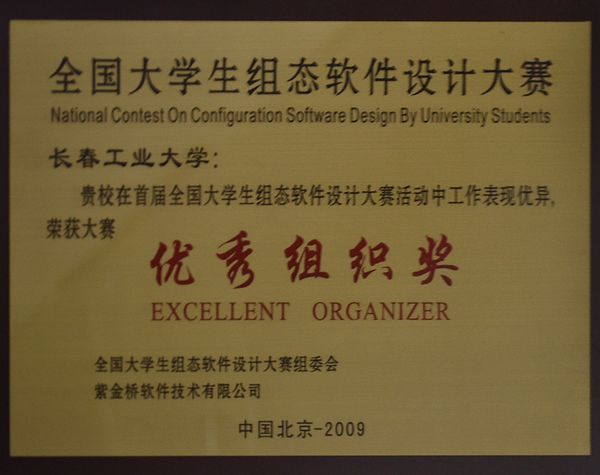 全国大学生组态软件设计大赛
National Contest On Configuration Software Design By University Students
长春工业大学：
贵校在首届全国大学生组态软件设计大赛活动中工作表现优异,
荣获大赛
优秀组织奖
EXCELLENT ORGANIZER
全国大学生组态软件设计大赛组委会
紫金桥软件技术有限公司
中国北京-2009